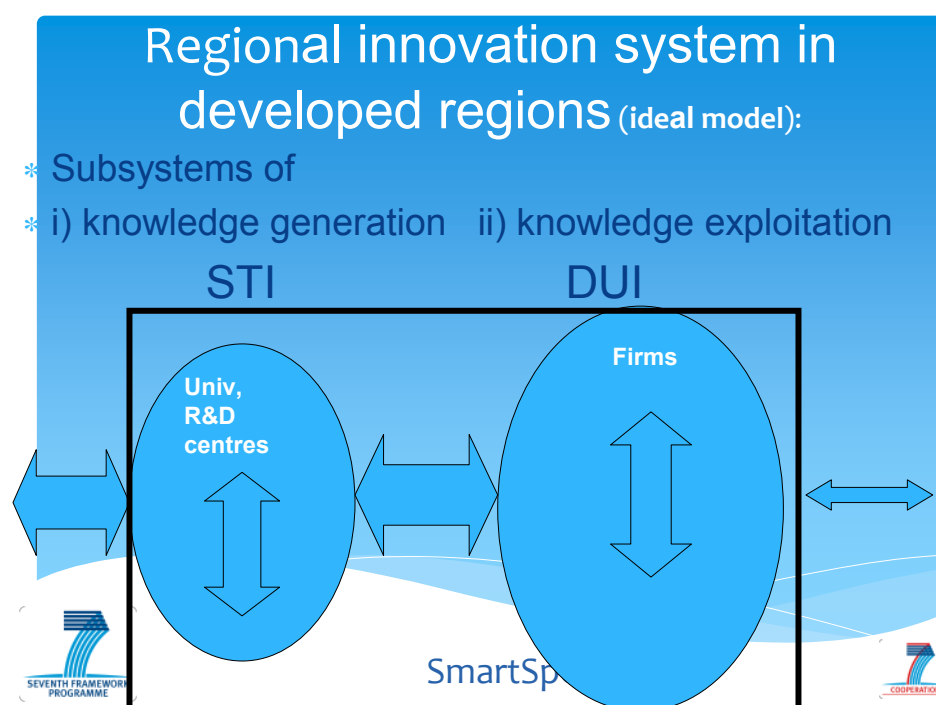 Regional innovation system in
developed regions (ideal model):
* Subsystems of
* i) knowledge generation ii) knowledge exploitation
STI DUI
Firms
Univ,
R&D
centres
SmartSp
SEVENTH FRAMEWORK
PROGRAMME
COOPERATION